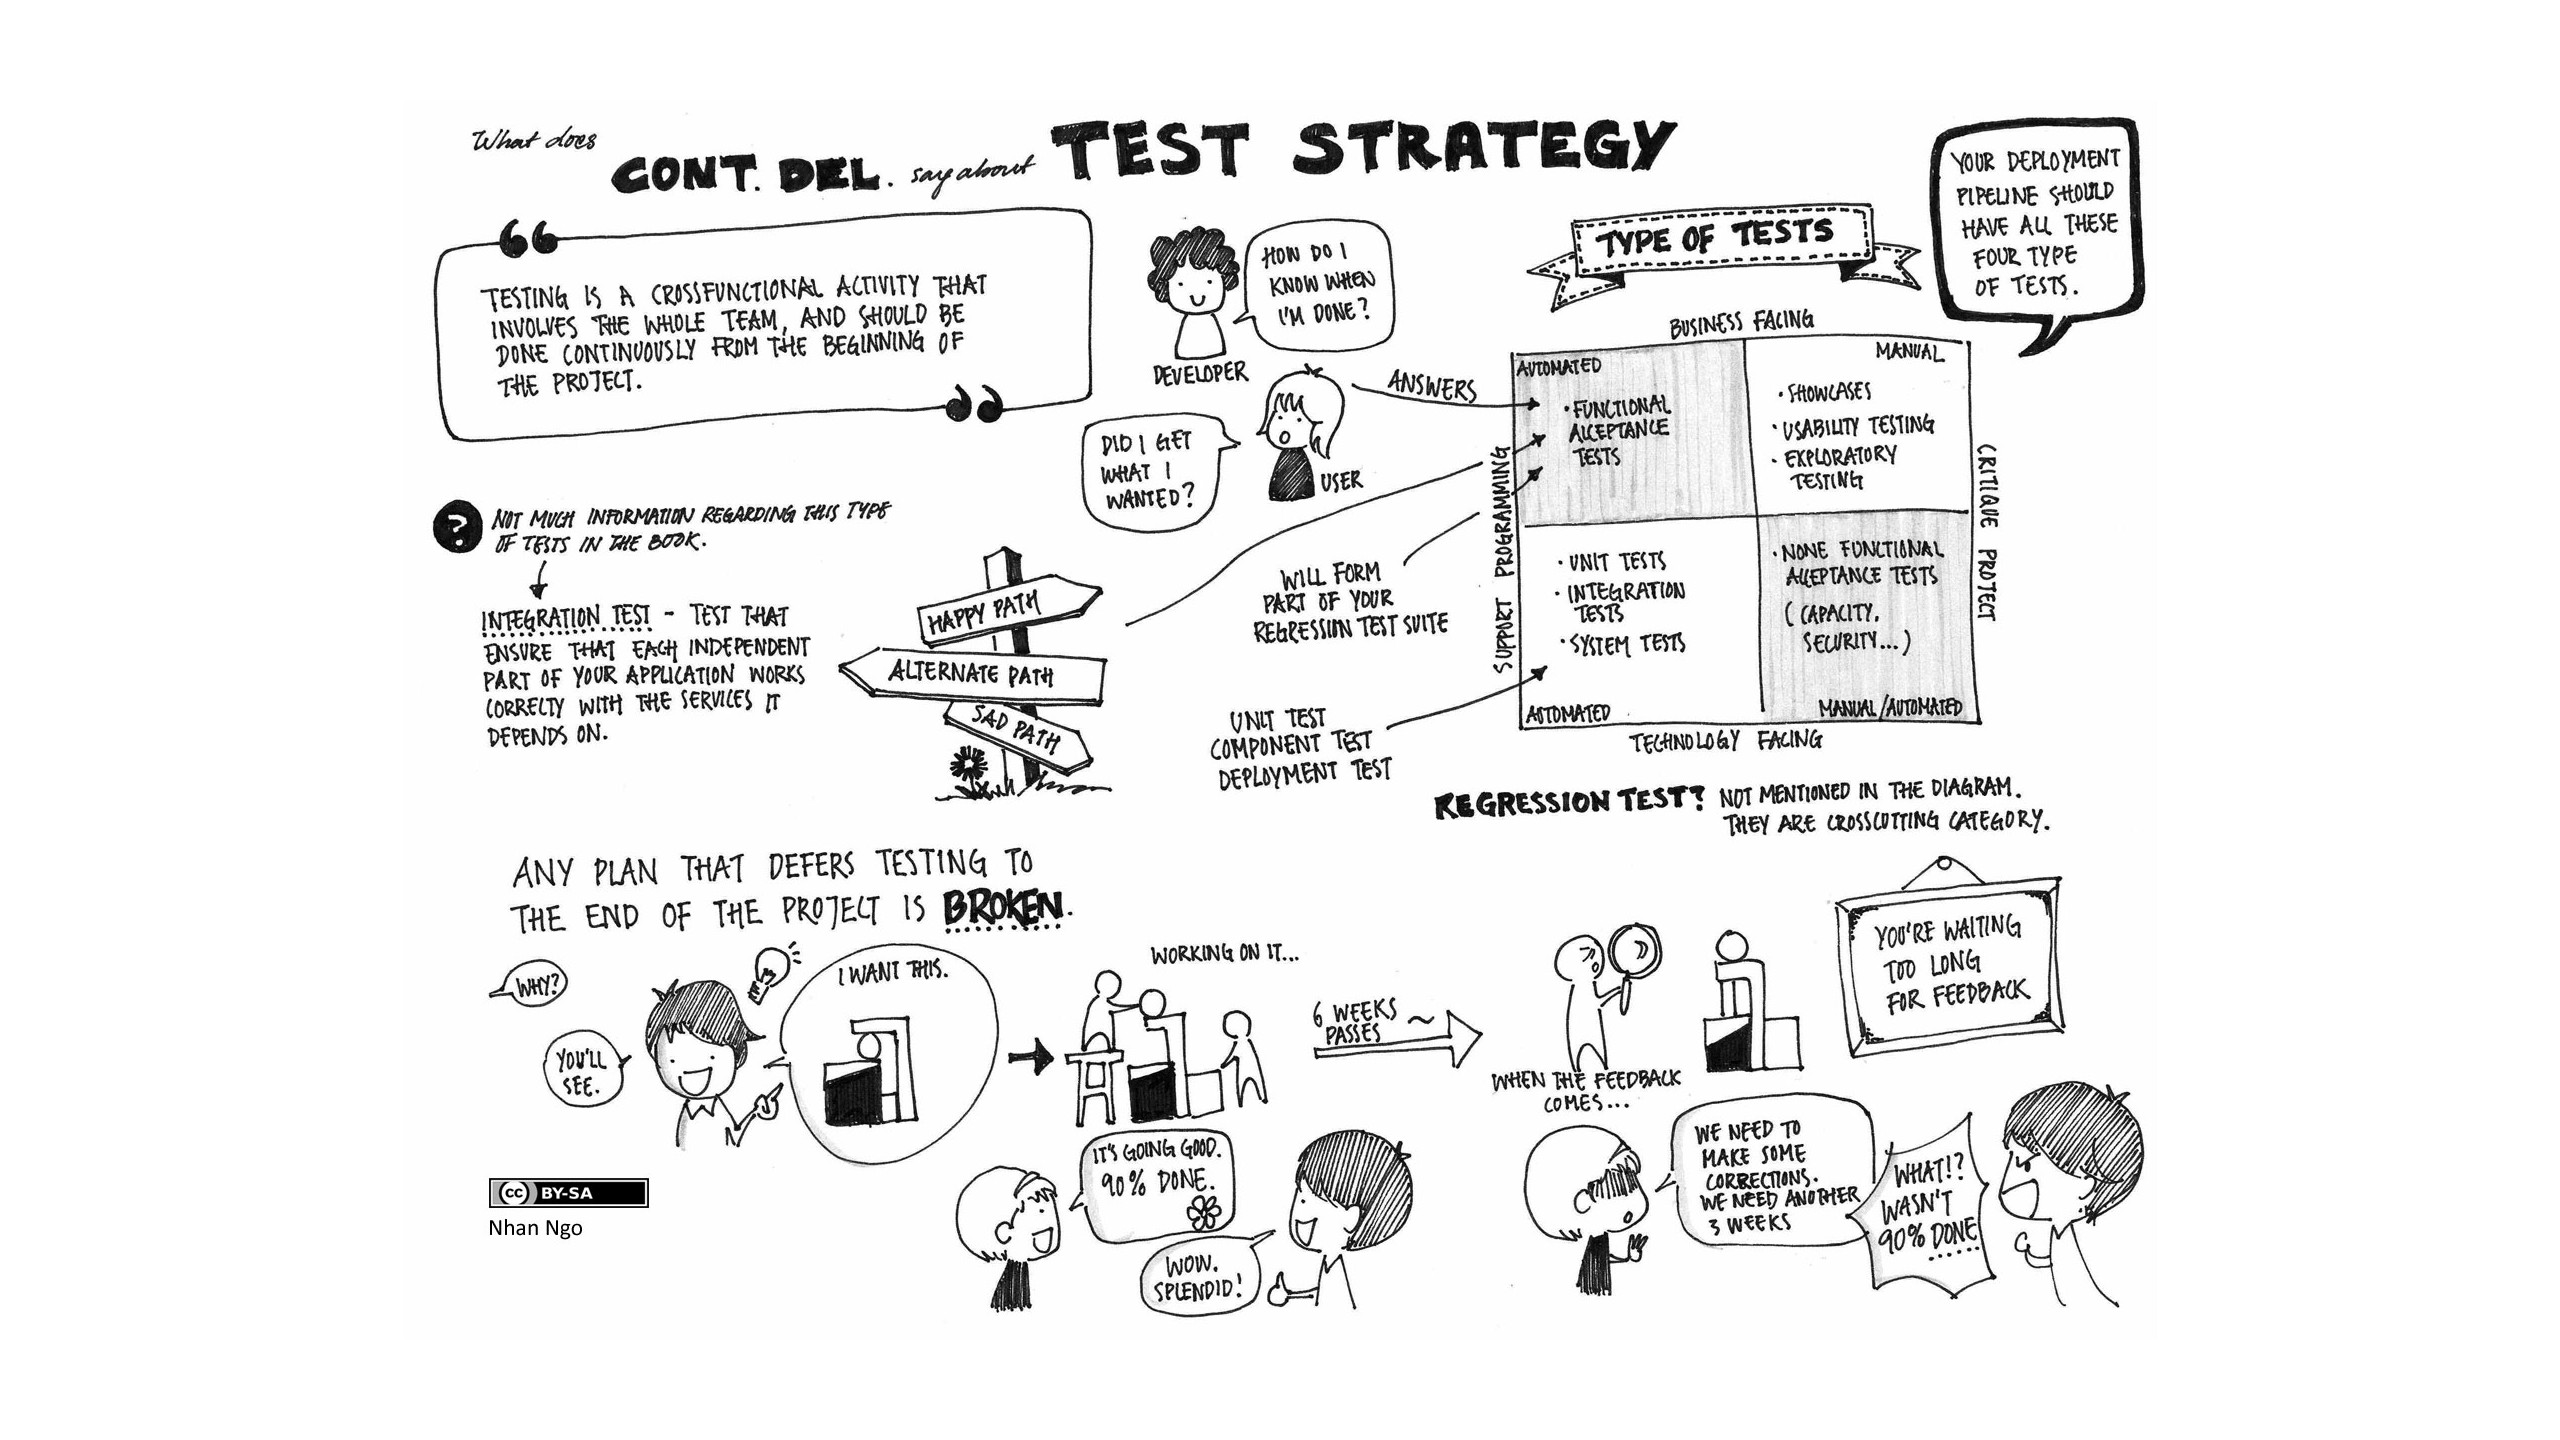 What does
CONT. DEL. say about
TEST STRATEGY
TESTING IS A CROSSFUNCTIONAL ACTIVITY THAT
INVOLVES THE WHOLE TEAM, AND SHOULD BE
DONE CONTINUOUSLY FROM THE BEGINNING OF
THE PROJECT.
HOW DO I
KNOW WHEN
I'M DONE?
DEVELOPER
DID I GET
WHAT I
WANTED?
USER
ANSWERS
TYPE OF TESTS
YOUR DEPLOYMENT
PIPELINE SHOULD
HAVE ALL THESE
FOUR TYPE
OF TESTS.
BUSINESS FACING
AUTOMATED
• FUNCTIONAL
ACCEPTANCE
TESTS
MANUAL
• SHOWCASES
• USABILITY TESTING
• EXPLORATORY
TESTING
SUPPORT PROGRAMMING
CRITIQUE PROJECT
• UNIT TESTS
• INTEGRATION
TESTS
• SYSTEM TESTS
AUTOMATED
• NONE FUNCTIONAL
ACCEPTANCE TESTS
(CAPACITY,
SECURITY...)
MANUAL/AUTOMATED
TECHNOLOGY FACING
?
NOT MUCH INFORMATION REGARDING THIS TYPE
OF TESTS IN THE BOOK.
INTEGRATION TEST - TEST THAT
ENSURE THAT EACH INDEPENDENT
PART OF YOUR APPLICATION WORKS
CORRECTY WITH THE SERVICES IT
DEPENDS ON.
HAPPY PATH
ALTERNATE PATH
SAD PATH
WILL FORM
PART OF YOUR
REGRESSION TEST SUITE
UNIT TEST
COMPONENT TEST
DEPLOYMENT TEST
REGRESSION TEST? NOT MENTIONED IN THE DIAGRAM.
THEY ARE CROSSCUTTING CATEGORY.
ANY PLAN THAT DEFERS TESTING TO
THE END OF THE PROJECT IS BROKEN.
WHY?
YOU'LL
SEE.
I WANT THIS.
WORKING ON IT...
IT'S GOING GOOD.
90% DONE.
WOW.
SPLENDID!
6 WEEKS
PASSES ~
WHEN THE FEEDBACK
COMES...
YOU'RE WAITING
TOO LONG
FOR FEEDBACK
WE NEED TO
MAKE SOME
CORRECTIONS.
WE NEED ANOTHER
3 WEEKS
WHAT!?
WASN'T
90% DONE
cc BY-SA
Nhan Ngo